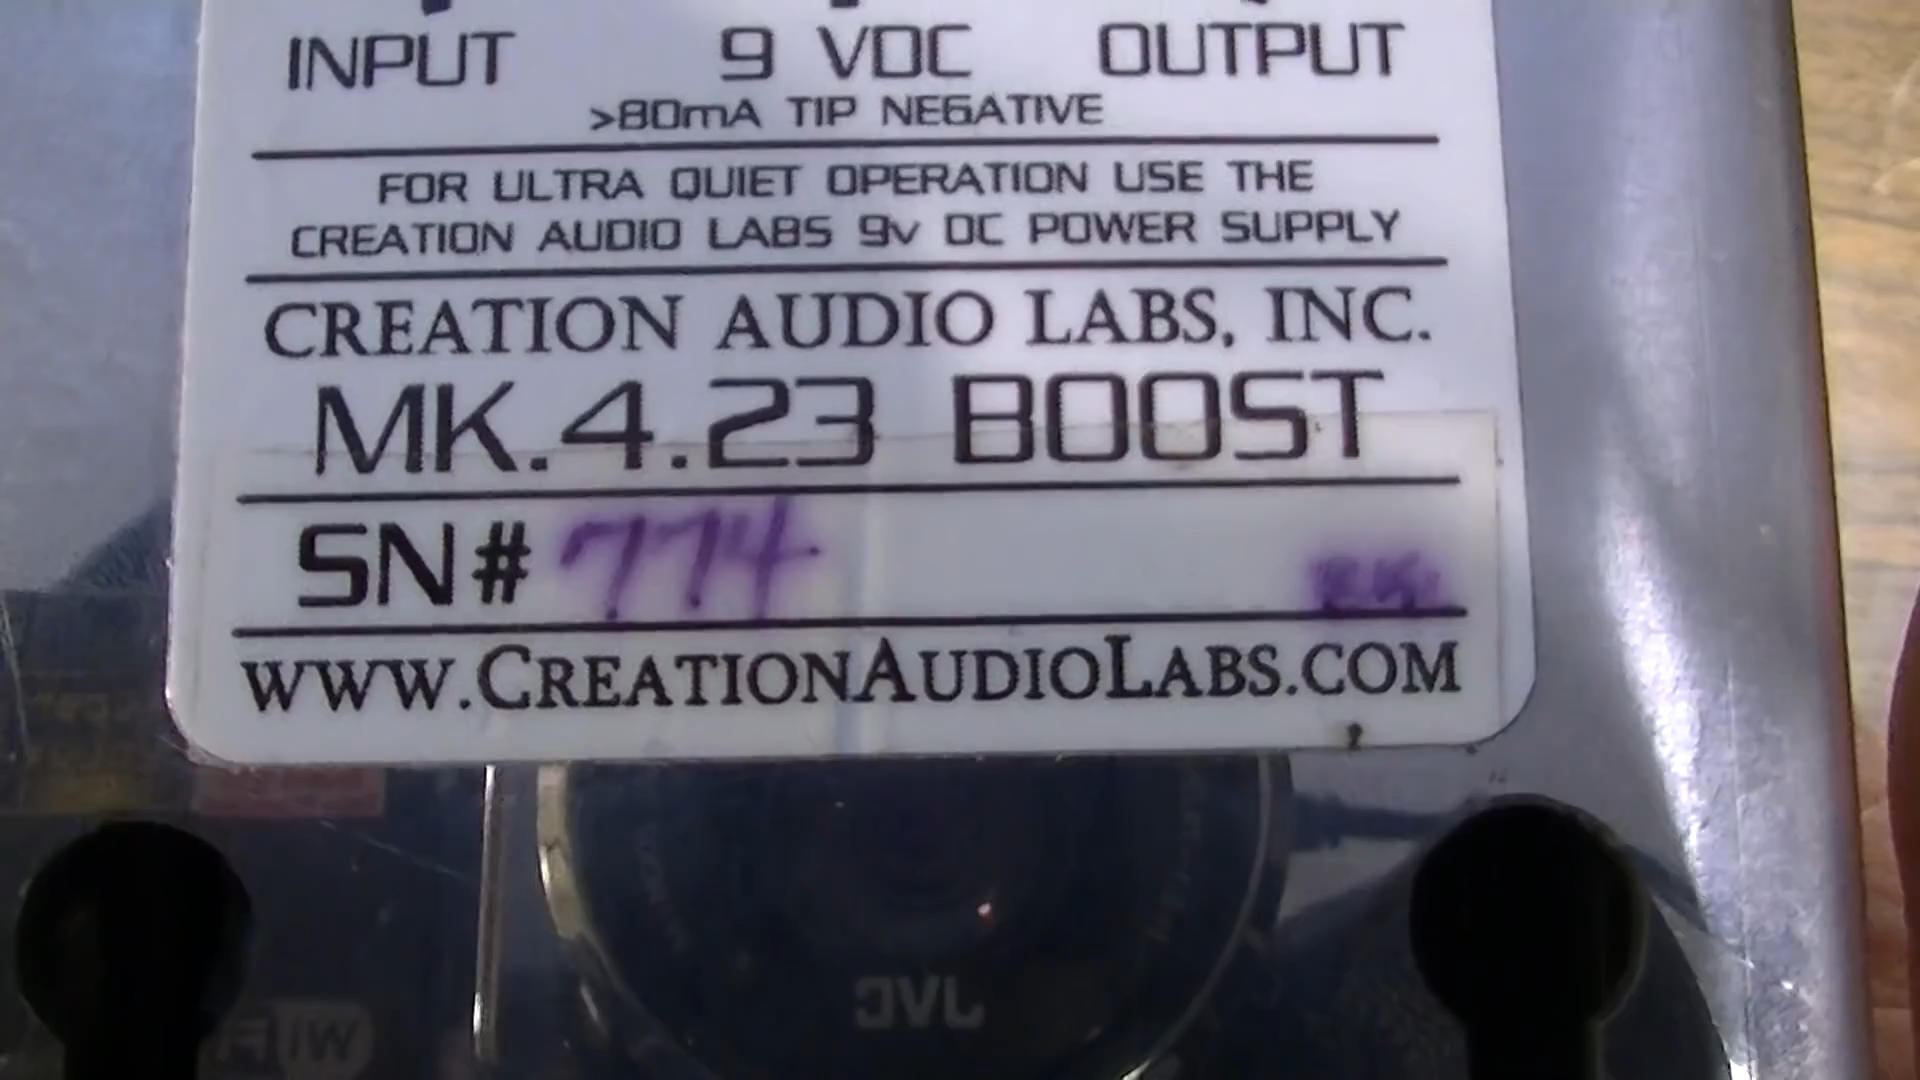 INPUT 9 VDC OUTPUT
>80mA TIP NEGATIVE
FOR ULTRA QUIET OPERATION USE THE
CREATION AUDIO LABS 9v DC POWER SUPPLY
CREATION AUDIO LABS, INC.
MK.4.23 BOOST
SN# 774
www.CreationAudioLabs.com
JVC
WiFi